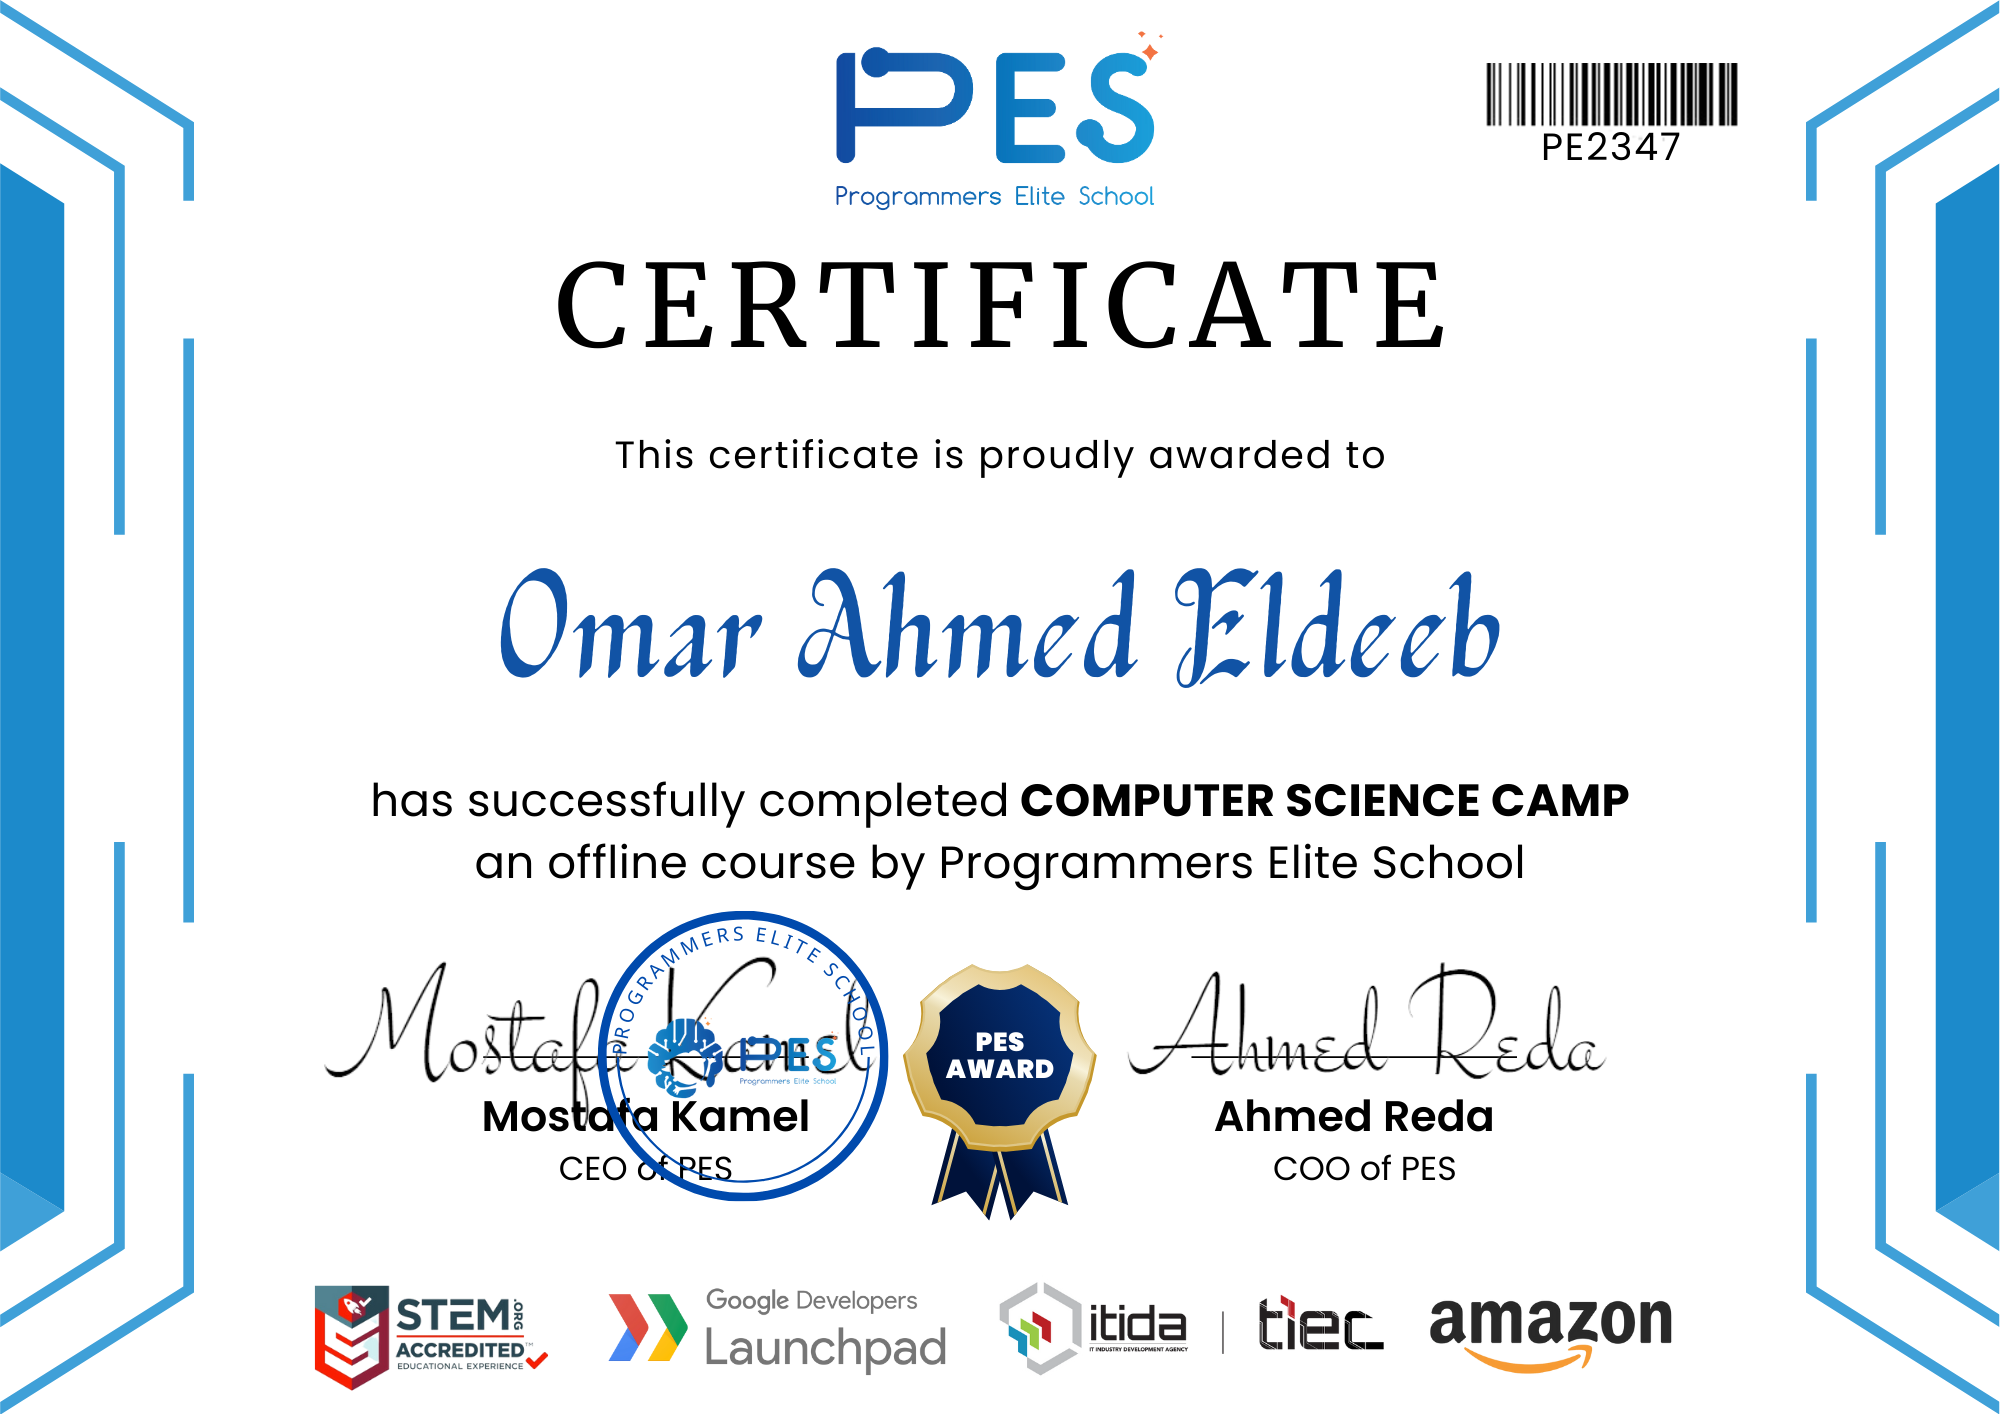 PES
Programmers Elite School
PE2347
CERTIFICATE
This certificate is proudly awarded to
Omar Ahmed Eldeeb
has successfully completed COMPUTER SCIENCE CAMP
an offline course by Programmers Elite School
Mostafa Kamel
PROGRAMMERS ELITE SCHOOL
PES
Programmers Elite School
Mostafa Kamel
CEO of PES
PES
AWARD
Ahmed Reda
Ahmed Reda
COO of PES
STEM.ORG
ACCREDITED™
EDUCATIONAL EXPERIENCE
Google Developers
Launchpad
itida
IT INDUSTRY DEVELOPMENT AGENCY
tiec
amazon